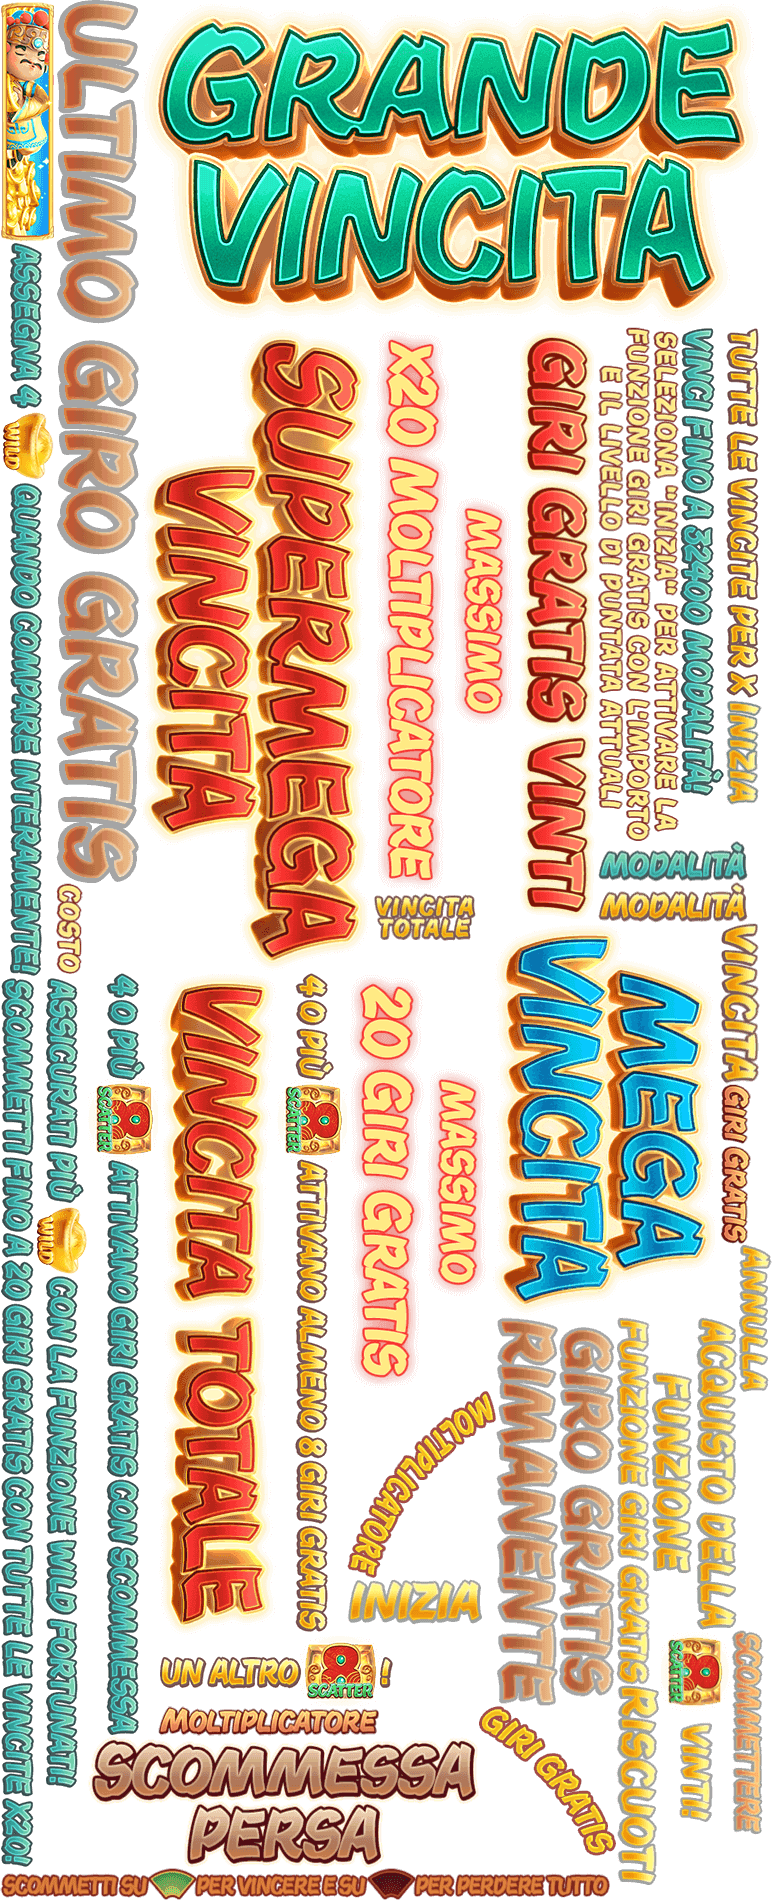 GRANDE
VINCITA
ULTIMO GIRO GRATIS
ASSEGNA 4 WILD QUANDO COMPARE INTERAMENTE!
SUPERMEGA
VINCITA
X20 MOLTIPLICATORE
MASSIMO
GIRI GRATIS VINTI
TUTTE LE VINCITE PER X INIZIA
VINCI FINO A 32400 MODALITÀ!
SELEZIONA "INIZIA" PER ATTIVARE LA
FUNZIONE GIRI GRATIS CON L'IMPORTO
E IL LIVELLO DI PUNTATA ATTUALI
MODALITÀ
MODALITÀ
VINCITA
TOTALE
COSTO
MEGA
VINCITA
VINCITA GIRI GRATIS
4 O PIÙ SCATTER ATTIVANO GIRI GRATIS CON SCOMMESSA
ASSICURATI PIÙ WILD CON LA FUNZIONE WILD FORTUNATI!
SCOMMETTI FINO A 20 GIRI GRATIS CON TUTTE LE VINCITE X20!
VINCITA TOTALE
4 O PIÙ SCATTER ATTIVANO ALMENO 8 GIRI GRATIS
20 GIRI GRATIS
MASSIMO
ANNULLA
ACQUISTO DELLA
FUNZIONE
FUNZIONE GIRI GRATIS RISCUOTI
GIRO GRATIS
RIMANENTE
MOLTIPLICATORE
INIZIA
SCOMMETTERE
SCATTER VINTI!
UN ALTRO SCATTER !
MOLTIPLICATORE
GIRI GRATIS
SCOMMESSA
PERSA
SCOMMETTI SU PER VINCERE E SU PER PERDERE TUTTO